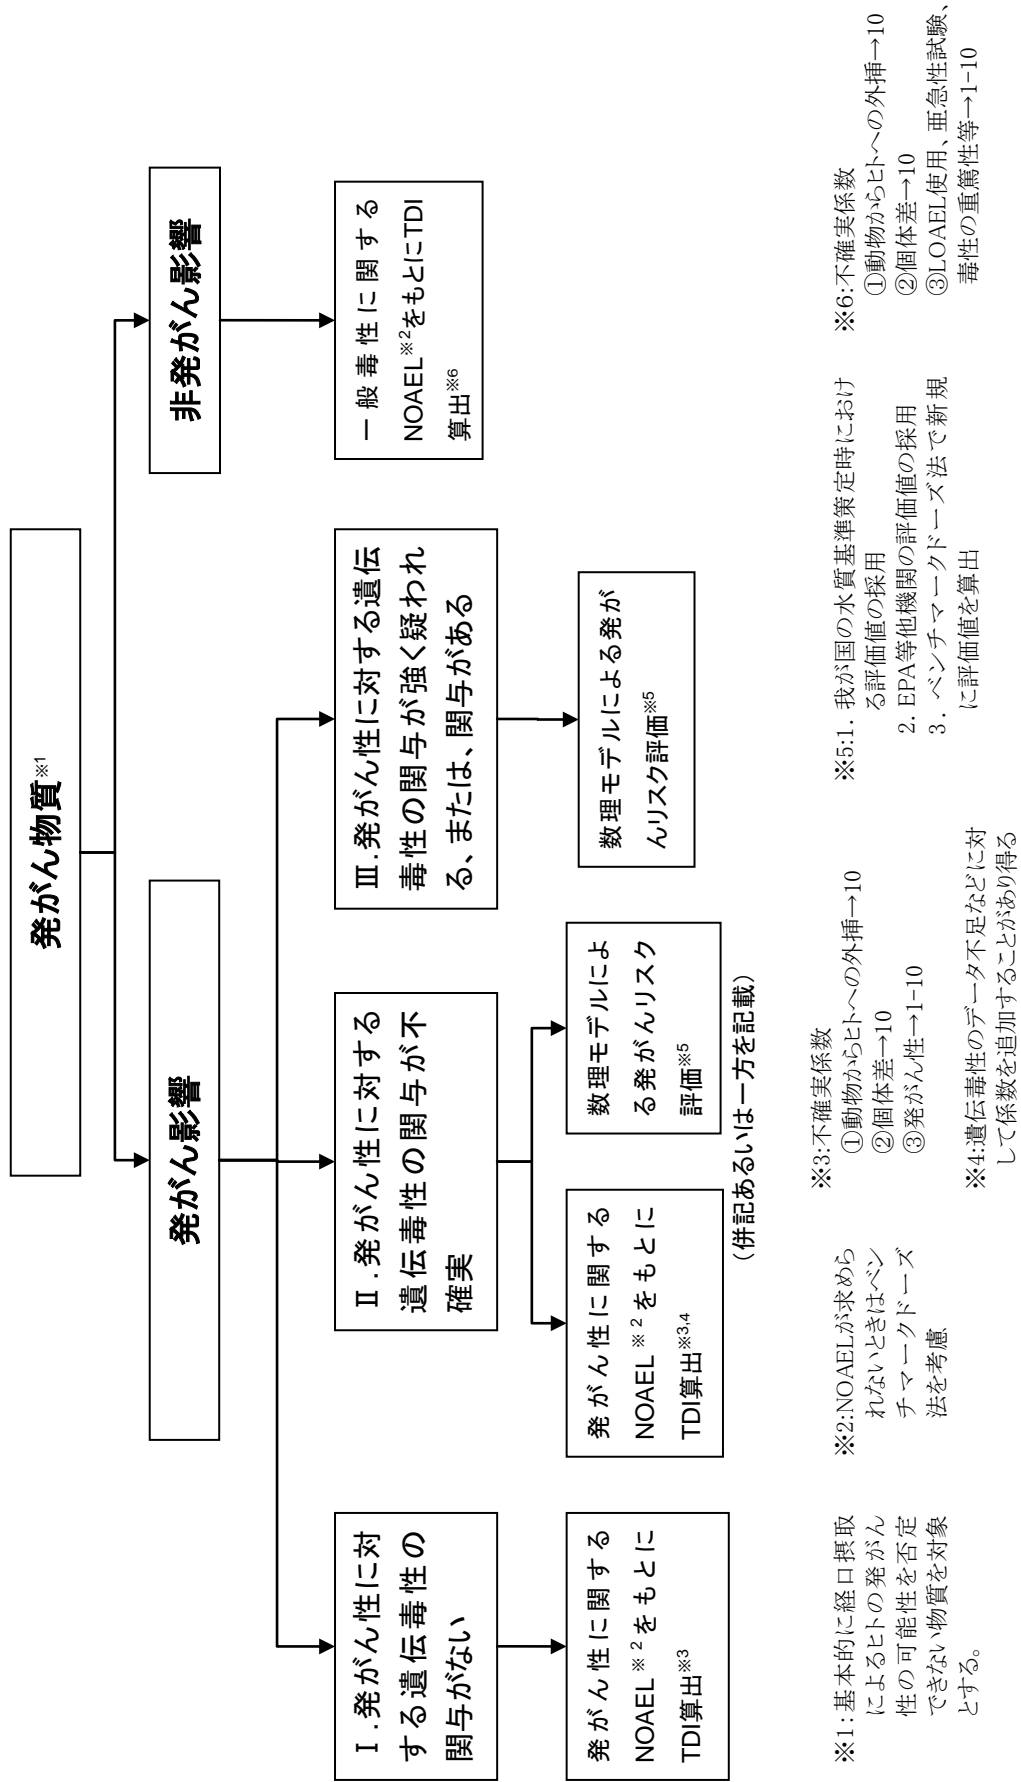 発がん物質※1
発がん影響
非発がん影響
Ⅰ.発がん性に対
する遺伝毒性の
関与がない
Ⅱ.発がん性に対する
遺伝毒性の関与が不
確実
Ⅲ.発がん性に対する遺伝
毒性の関与が強く疑われ
る、または、関与がある
一般毒性に関する
NOAEL※2をもとにTDI
算出※6
発がん性に関する
NOAEL※2をもとに
TDI算出※3
発がん性に関する
NOAEL※2をもとに
TDI算出※3,4
数理モデルによ
る発がんリスク
評価※5
(併記あるいは一方を記載)
数理モデルによる発が
んリスク評価※5
※1:基本的に経口摂取
によるヒトの発がん
性の可能性を否定
できない物質を対象
とする。
※2:NOAELが求めら
れないときはベン
チマークドーズ
法を考慮
※3:不確実係数
①動物からヒトへの外挿→10
②個体差→10
③発がん性→1-10
※4:遺伝毒性のデータ不足などに対
して係数を追加することがあり得る
※5:1. 我が国の水質基準策定時におけ
る評価値の採用
2. EPA等他機関の評価値の採用
3. ベンチマークドーズ法で新規
に評価値を算出
※6:不確実係数
①動物からヒトへの外挿→10
②個体差→10
③LOAEL使用、亜急性試験、
毒性の重篤性等→1-10